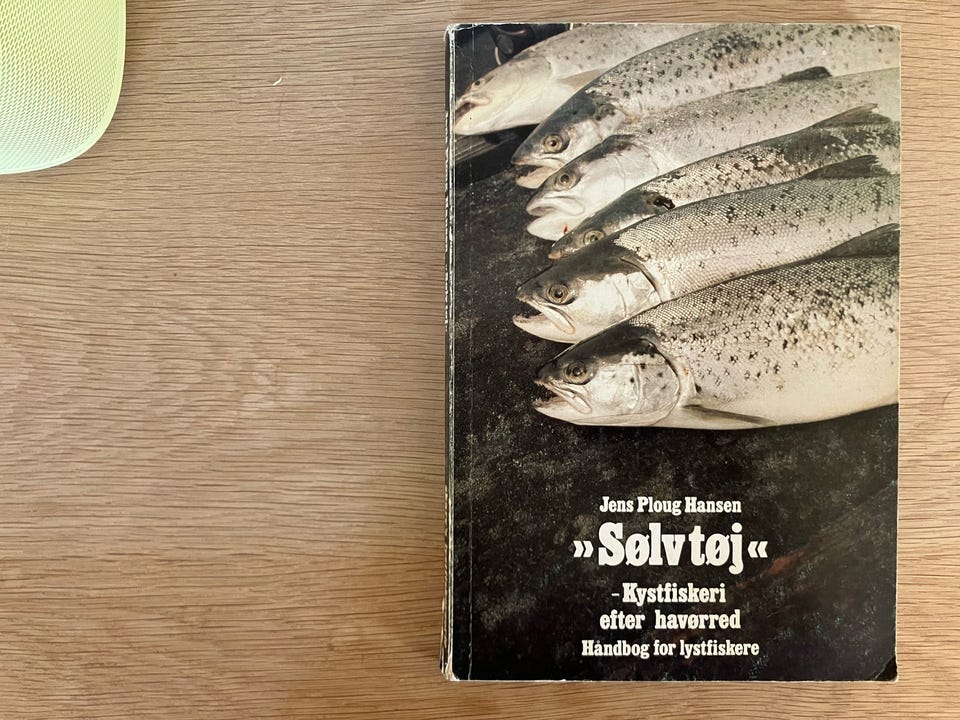 Jens Ploug Hansen
»Sølvtøj«
-Kystfiskeri
efter havørred
Håndbog for lystfiskere